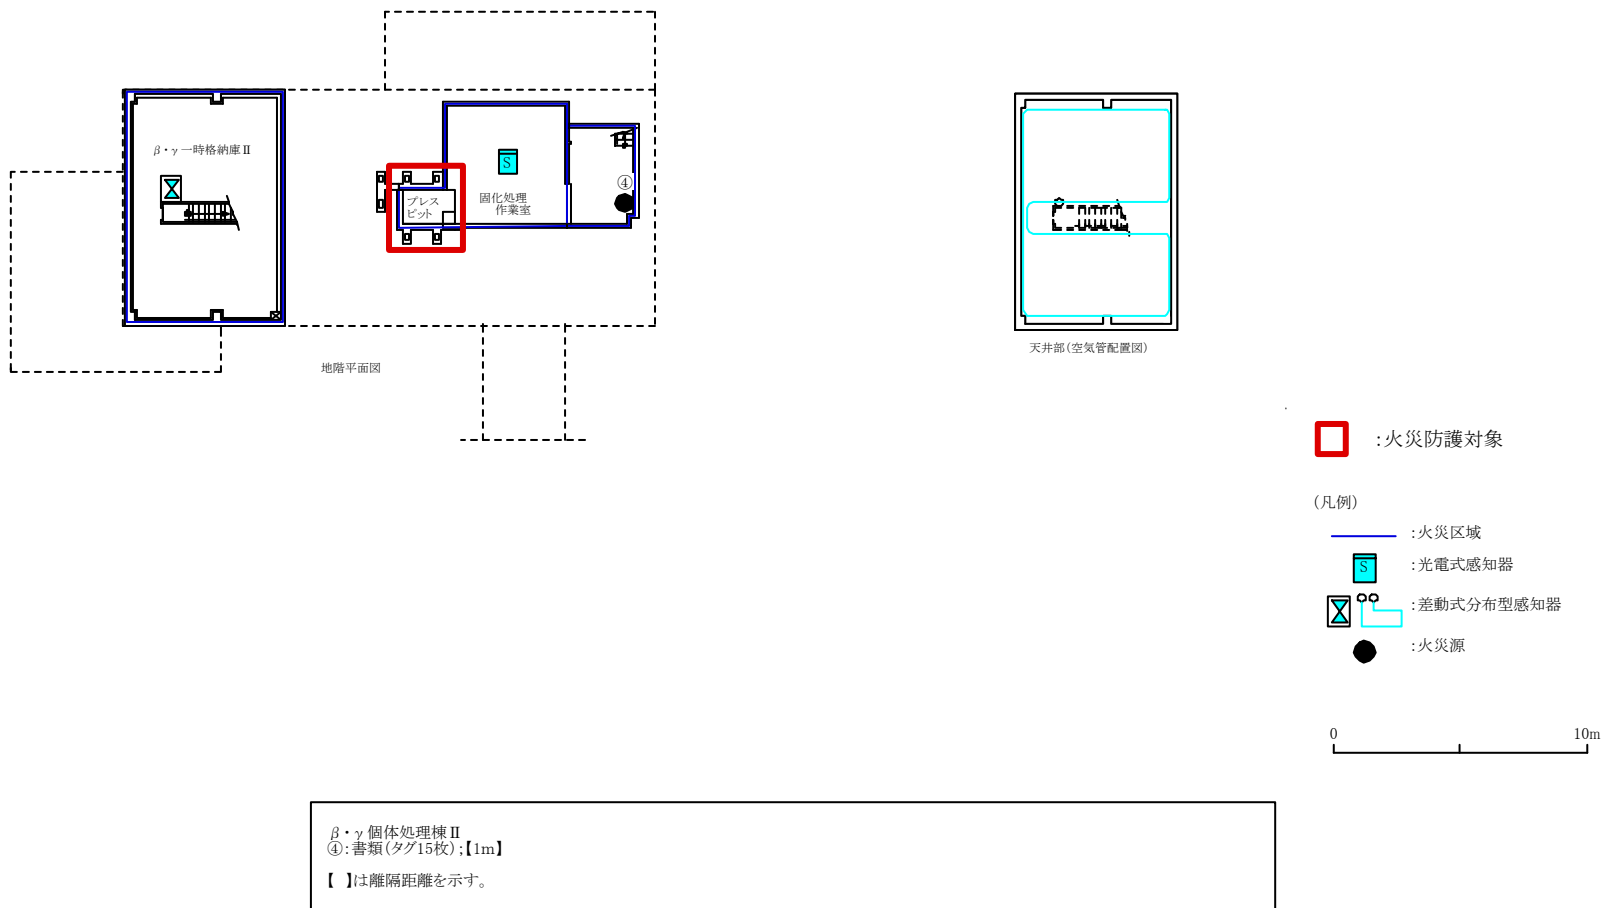 β・γ 一時格納庫Ⅱ
S
④
プレス
ピット
固化処理
作業室
地階平面図
天井部(空気管配置図)
:火災防護対象
(凡例)
:火災区域
S
:光電式感知器
:差動式分布型感知器
:火災源
0
10m
β・γ 個体処理棟Ⅱ
④:書類(タグ15枚);【1m】
【 】は離隔距離を示す。